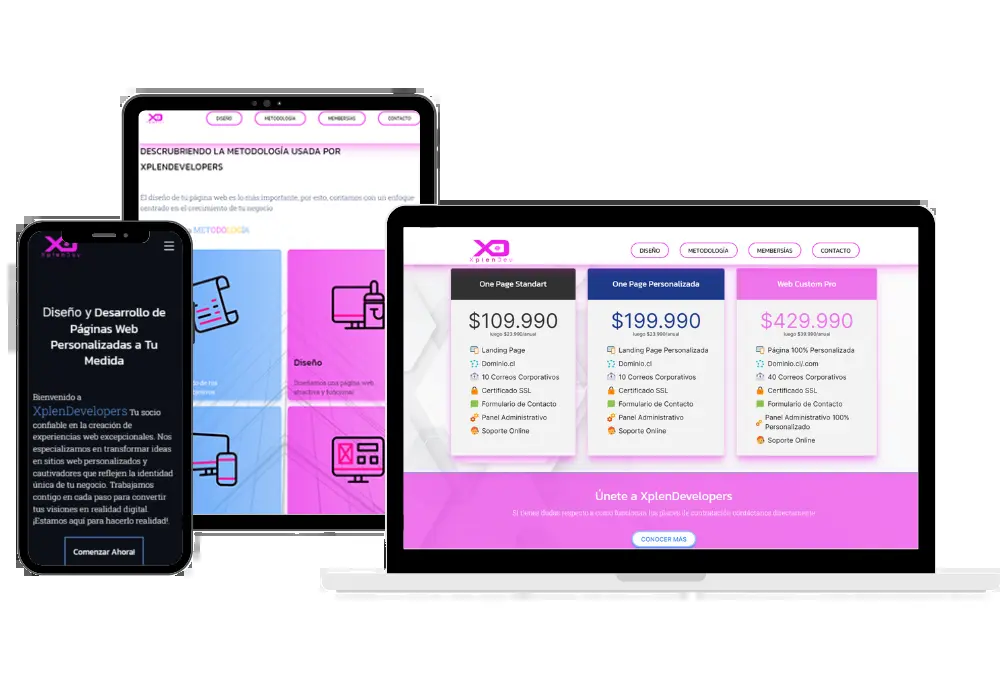 XD
DISEÑO
METODOLOGÍA
MEMBERSÍAS
CONTACTO
DESCRUBRIENDO LA METODOLOGÍA USADA POR
XPLENDEVELOPERS
El diseño de tu página web es lo más importante, por esto, contamos con un enfoque
centrado en el crecimiento de tu negocio
METODOLOGÍA
Diseño
Diseñamos una página web
atractiva y funcional
XD
XplenDev
Diseño y Desarrollo de
Páginas Web
Personalizadas a Tu
Medida
Bienvenido a
XplenDevelopers Tu socio
confiable en la creación de
experiencias web excepcionales. Nos
especializamos en transformar ideas
en sitios web personalizados y
cautivadores que reflejen la identidad
única de tu negocio. Trabajamos
contigo en cada paso para convertir
tus visiones en realidad digital.
¡Estamos aquí para hacerlo realidad!
Comenzar Ahora!
XD
XplenDev
DISEÑO
METODOLOGÍA
MEMBERSÍAS
CONTACTO
One Page Standart
$109.990
luego $23.990/anual
Landing Page
Dominio.cl
10 Correos Corporativos
Certificado SSL
Formulario de Contacto
Panel Administrativo
Soporte Online
One Page Personalizada
$199.990
luego $23.990/anual
Landing Page Personalizada
Dominio.cl
10 Correos Corporativos
Certificado SSL
Formulario de Contacto
Panel Administrativo
Soporte Online
Web Custom Pro
$429.990
luego $39.990/anual
Página 100% Personalizada
Dominio.cl/.com
40 Correos Corporativos
Certificado SSL
Formulario de Contacto
Panel Administrativo 100%
Personalizado
Soporte Online
Únete a XplenDevelopers
Si tienes dudas respecto a como funcionan los planes de contratación contáctanos directamente
CONOCER MÁS